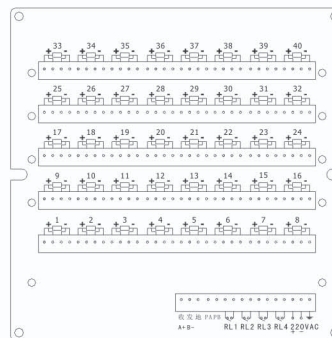 33 34 35 36 37 38 39 40
+ - + - + - + - + - + - + - + -
25 26 27 28 29 30 31 32
+ - + - + - + - + - + - + - + -
17 18 19 20 21 22 23 24
+ - + - + - + - + - + - + - + -
9 10 11 12 13 14 15 16
+ - + - + - + - + - + - + - + -
1 2 3 4 5 6 7 8
+ - + - + - + - + - + - + - + -
收发地 PAPB
A+B- RL1 RL2 RL3 RL4 220VAC
+ -